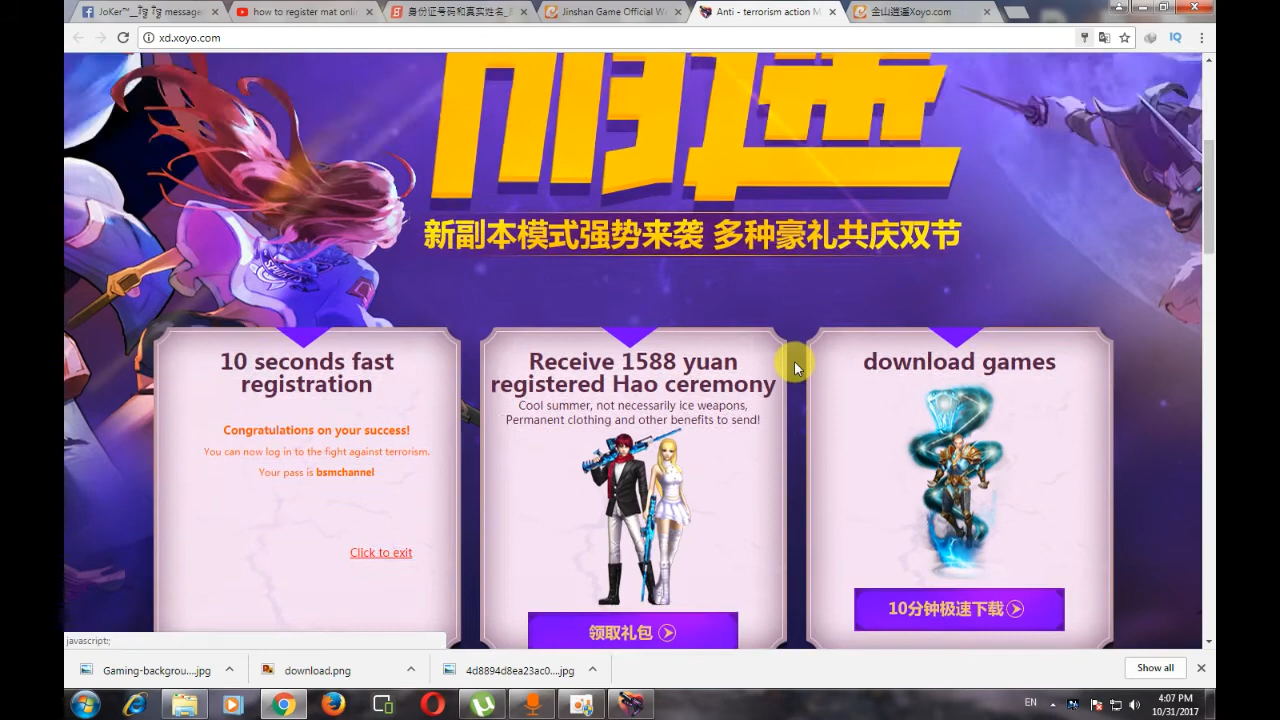 JoKer™_ message
how to register mat onli
身份证号码和真实姓名_
Jinshan Game Official W
Anti - terrorism action M
金山逍遥Xoyo.com
xd.xoyo.com
IQ
新副本模式强势来袭 多种豪礼共庆双节
10 seconds fast
registration
Congratulations on your success!
You can now log in to the fight against terrorism.
Your pass is bsmchannel
Click to exit
Receive 1588 yuan
registered Hao ceremony
Cool summer, not necessarily ice weapons,
Permanent clothing and other benefits to send!
领取礼包
download games
10分钟极速下载
javascript:;
Gaming-backgrou....jpg
download.png
4d8894d8ea23ac0....jpg
Show all
EN
4:07 PM
10/31/2017